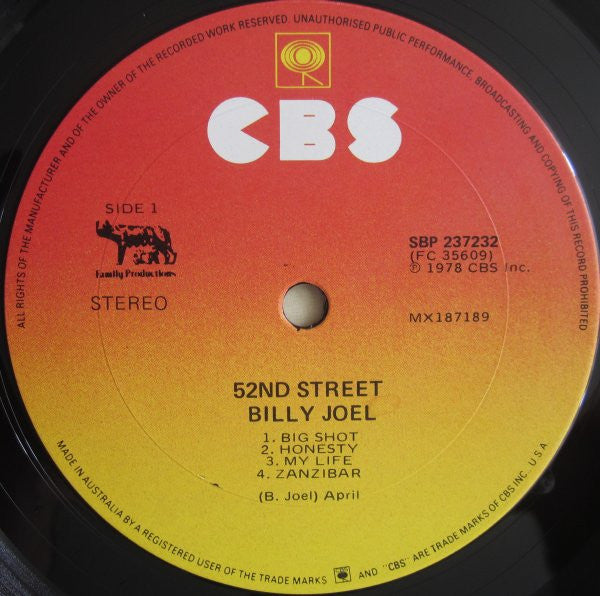 ALL RIGHTS OF THE MANUFACTURER AND OF THE OWNER OF THE RECORDED WORK RESERVED. UNAUTHORISED PUBLIC PERFORMANCE, BROADCASTING AND COPYING OF THIS RECORD PROHIBITED
CBS
SIDE 1
Family Productions
STEREO
SBP 237232
(FC 35609)
℗ 1978 CBS Inc.
MX187189
52ND STREET
BILLY JOEL
1. BIG SHOT
2. HONESTY
3. MY LIFE
4. ZANZIBAR
(B. Joel) April
MADE IN AUSTRALIA BY A REGISTERED USER OF THE TRADE MARKS AND "CBS" ARE TRADE MARKS OF CBS INC. U.S.A